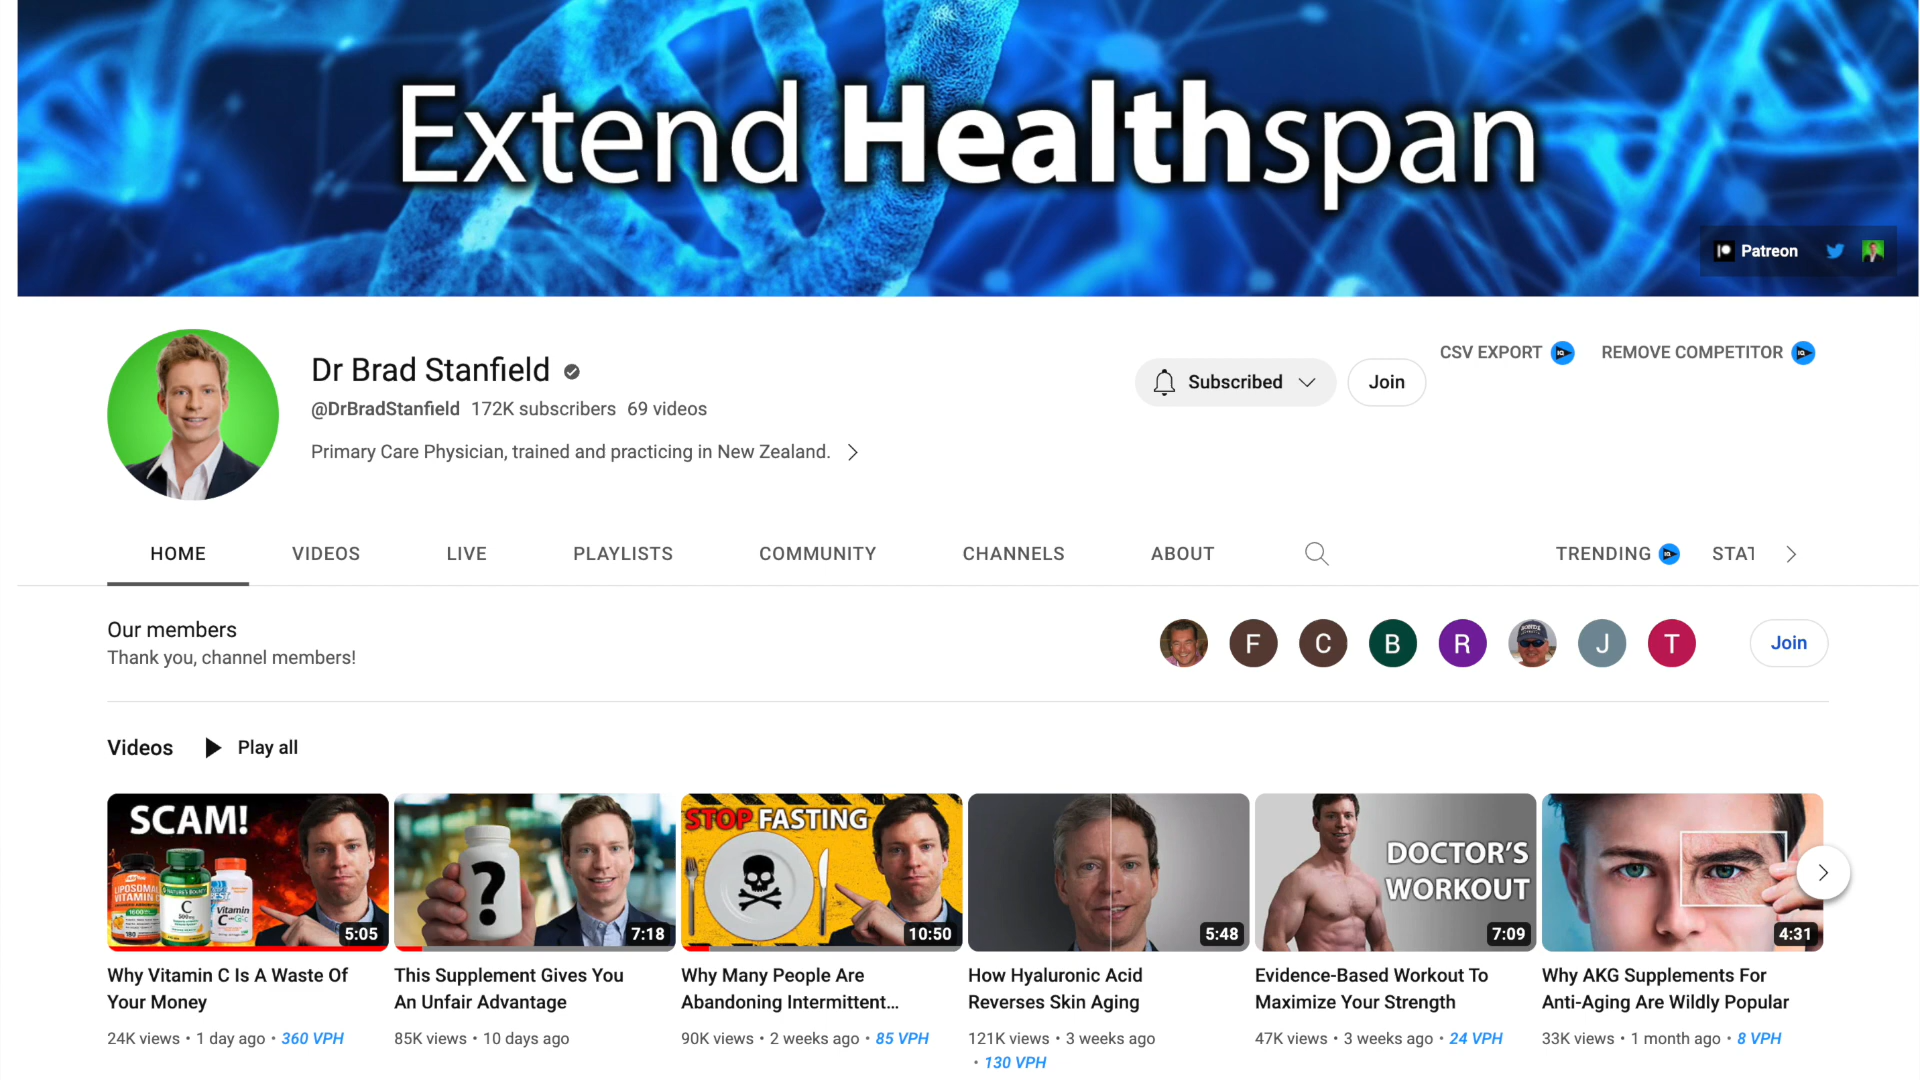 Extend Healthspan
Patreon
Dr Brad Stanfield
@DrBradStanfield 172K subscribers 69 videos
Primary Care Physician, trained and practicing in New Zealand.
Subscribed
Join
CSV EXPORT
REMOVE COMPETITOR
HOME
VIDEOS
LIVE
PLAYLISTS
COMMUNITY
CHANNELS
ABOUT
TRENDING
STAT
Our members
Thank you, channel members!
F
C
B
R
J
T
Join
Videos
Play all
SCAM!
LIPOSOMAL
VITAMIN C
NATURE'S BOUNTY
C
Vitamin
C
5:05
?
7:18
STOP FASTING
10:50
5:48
DOCTOR'S
WORKOUT
7:09
4:31
Why Vitamin C Is A Waste Of
Your Money
24K views • 1 day ago • 360 VPH
This Supplement Gives You
An Unfair Advantage
85K views • 10 days ago
Why Many People Are
Abandoning Intermittent...
90K views • 2 weeks ago • 85 VPH
How Hyaluronic Acid
Reverses Skin Aging
121K views • 3 weeks ago
• 130 VPH
Evidence-Based Workout To
Maximize Your Strength
47K views • 3 weeks ago • 24 VPH
Why AKG Supplements For
Anti-Aging Are Wildly Popular
33K views • 1 month ago • 8 VPH